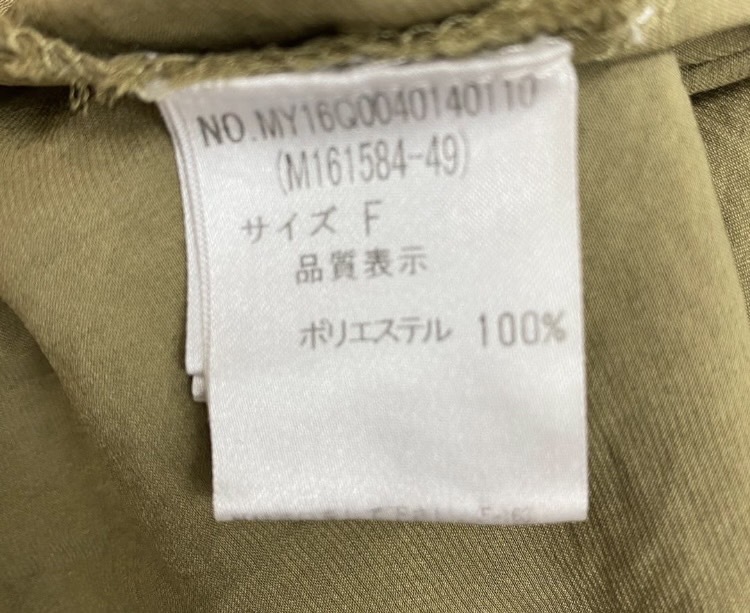 NO.MY16Q0040140110
(M161584-49)
サイズ F
品質表示
ポリエステル 100%